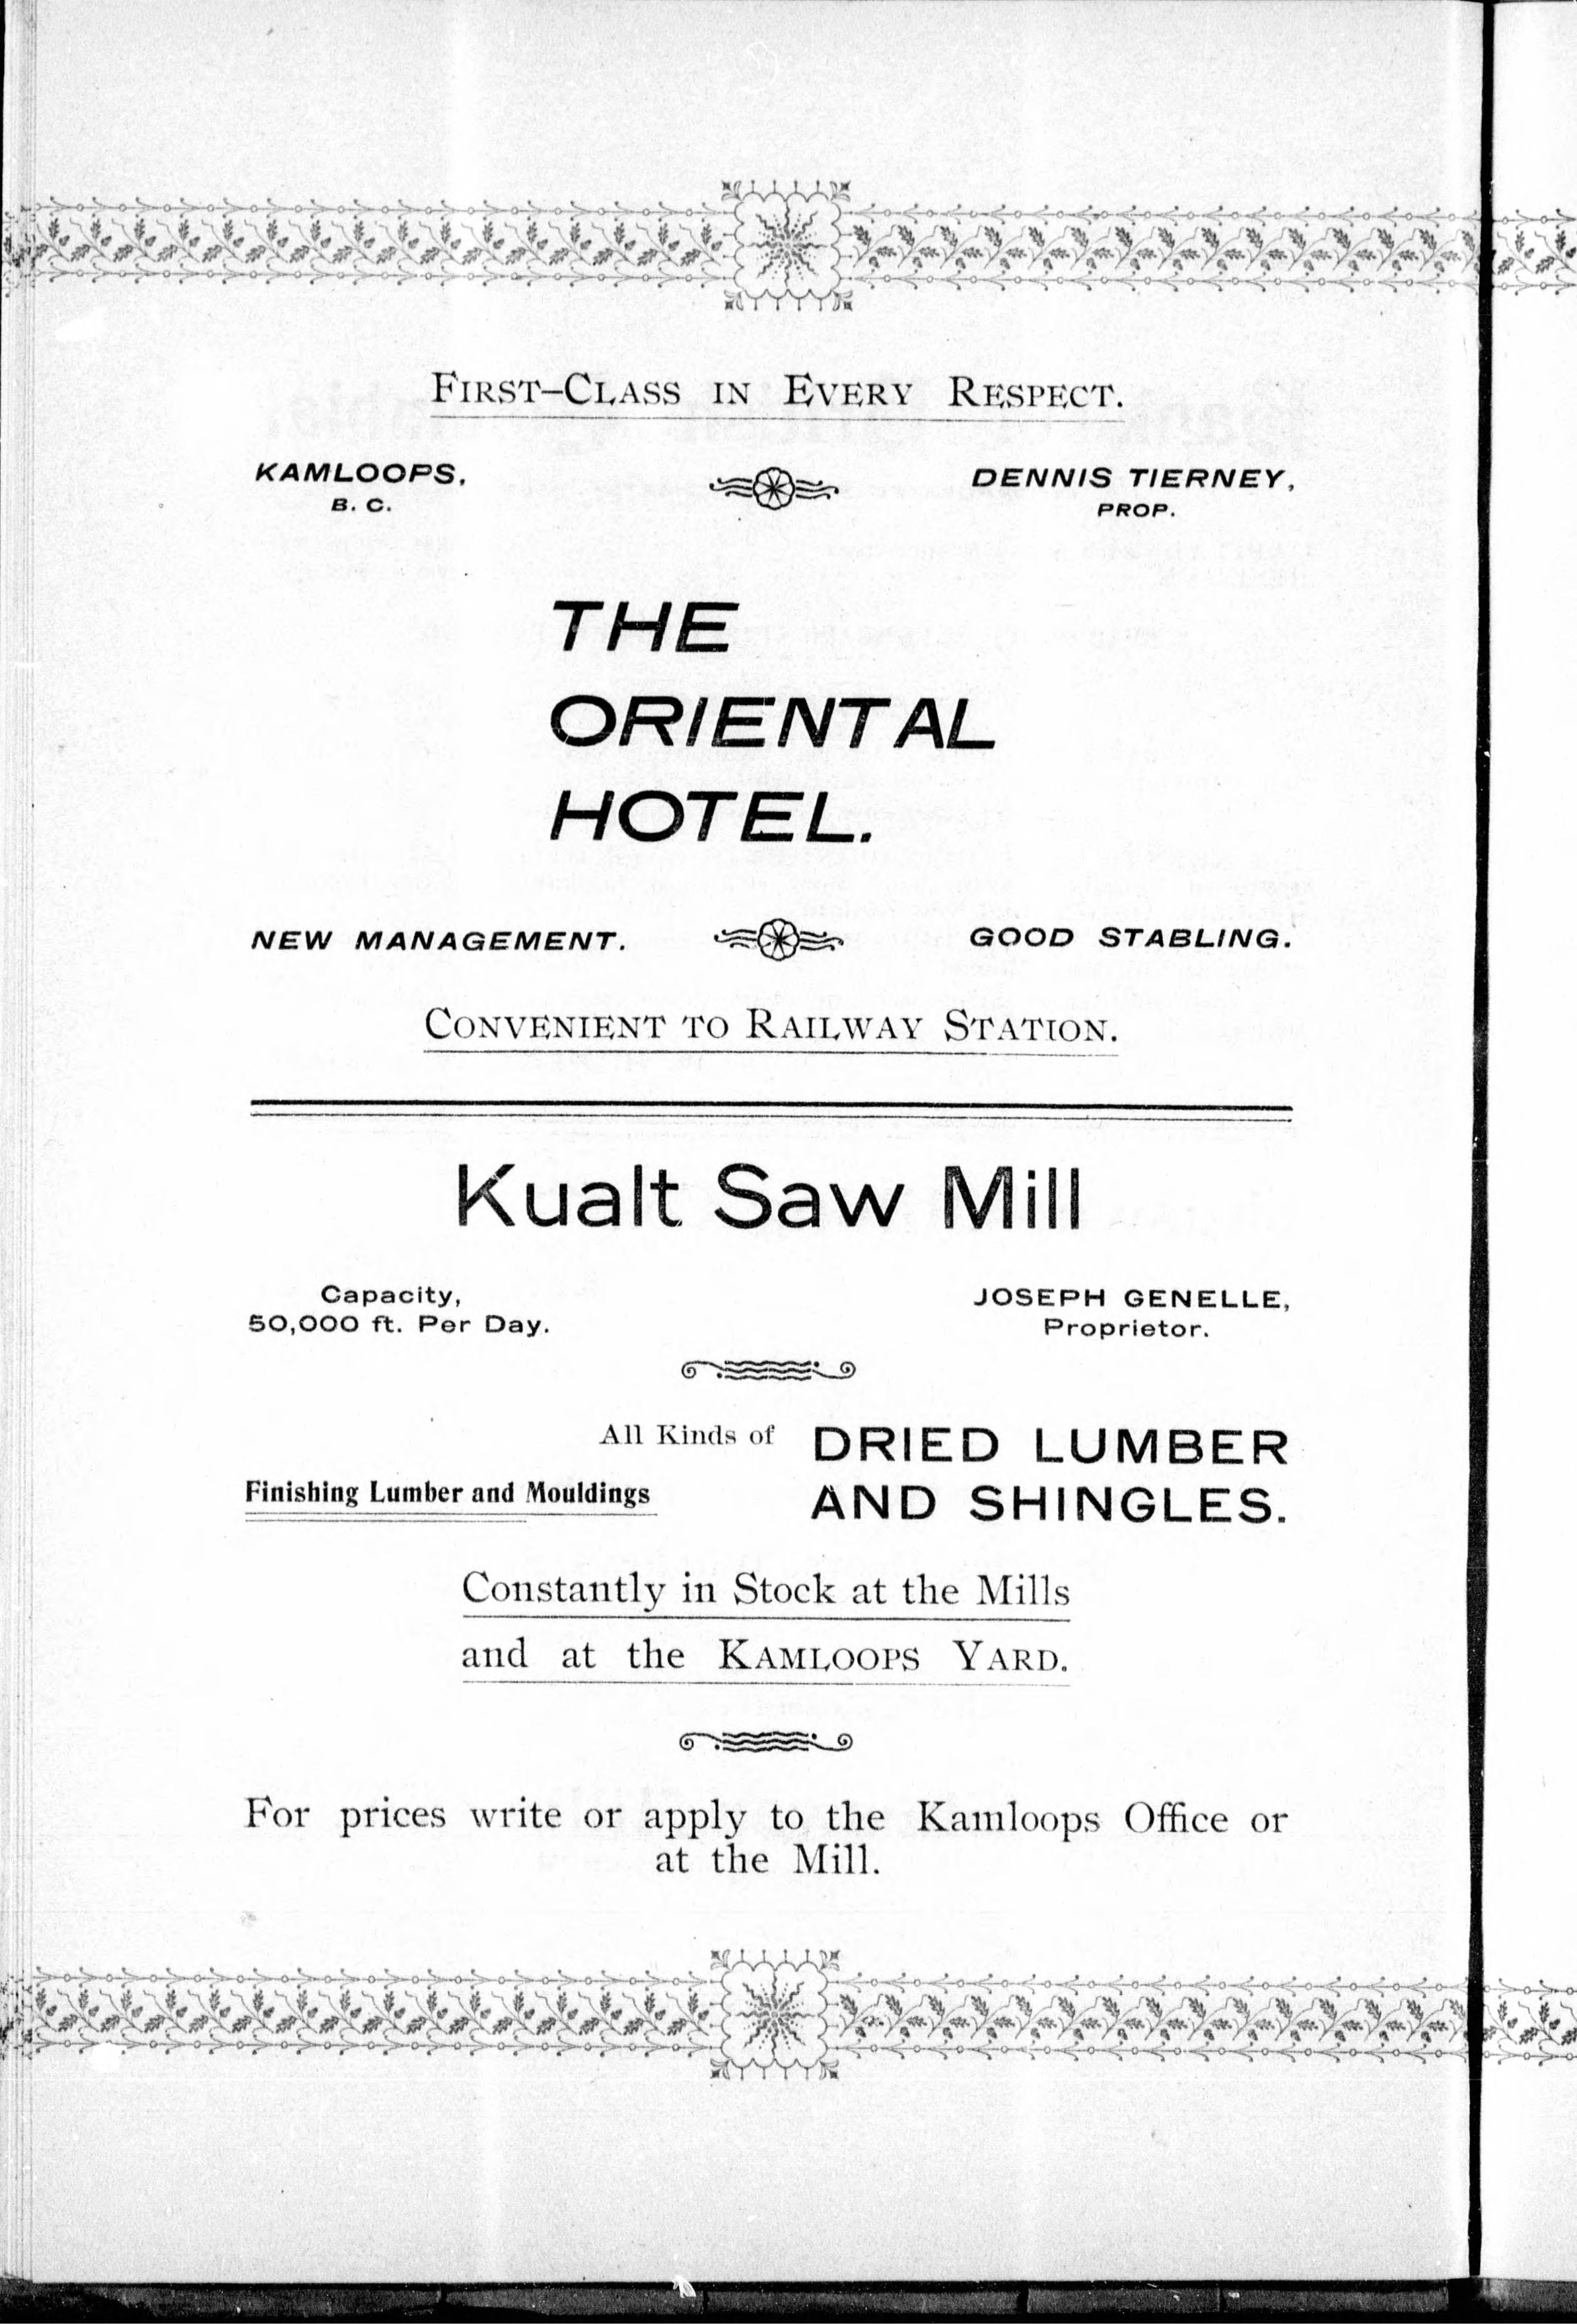 FIRST-CLASS IN EVERY RESPECT.
KAMLOOPS, DENNIS TIERNEY,
B. C. PROP.
THE
ORIENTAL
HOTEL.
NEW MANAGEMENT. GOOD STABLING.
CONVENIENT TO RAILWAY STATION.
Kualt Saw Mill
Capacity, JOSEPH GENELLE,
50,000 ft. Per Day. Proprietor.
All Kinds of DRIED LUMBER
Finishing Lumber and Mouldings AND SHINGLES.
Constantly in Stock at the Mills
and at the KAMLOOPS YARD.
For prices write or apply to the Kamloops Office or
at the Mill.